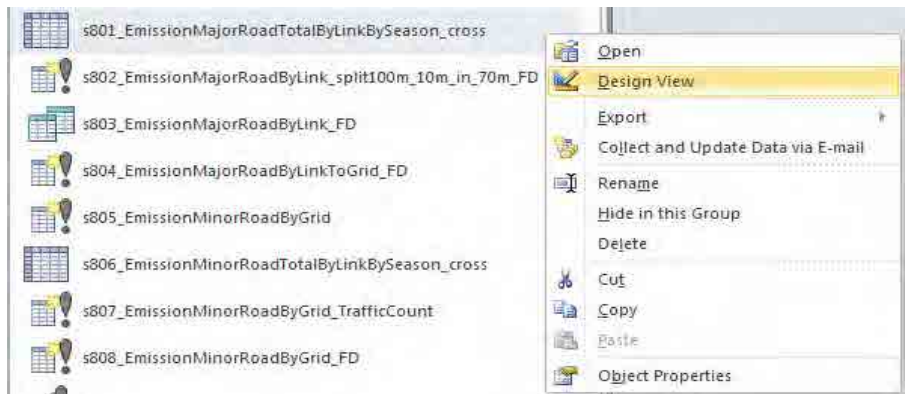 s801_EmissionMajorRoadTotalByLinkBySeason_cross
s802_EmissionMajorRoadByLink_split100m_10m_in_70m_FD
s803_EmissionMajorRoadByLink_FD
s804_EmissionMajorRoadByLinkToGrid_FD
s805_EmissionMinorRoadByGrid
s806_EmissionMinorRoadTotalByLinkBySeason_cross
s807_EmissionMinorRoadByGrid_TrafficCount
s808_EmissionMinorRoadByGrid_FD
Open
Design View
Export
Collect and Update Data via E-mail
Rename
Hide in this Group
Delete
Cut
Copy
Paste
Object Properties